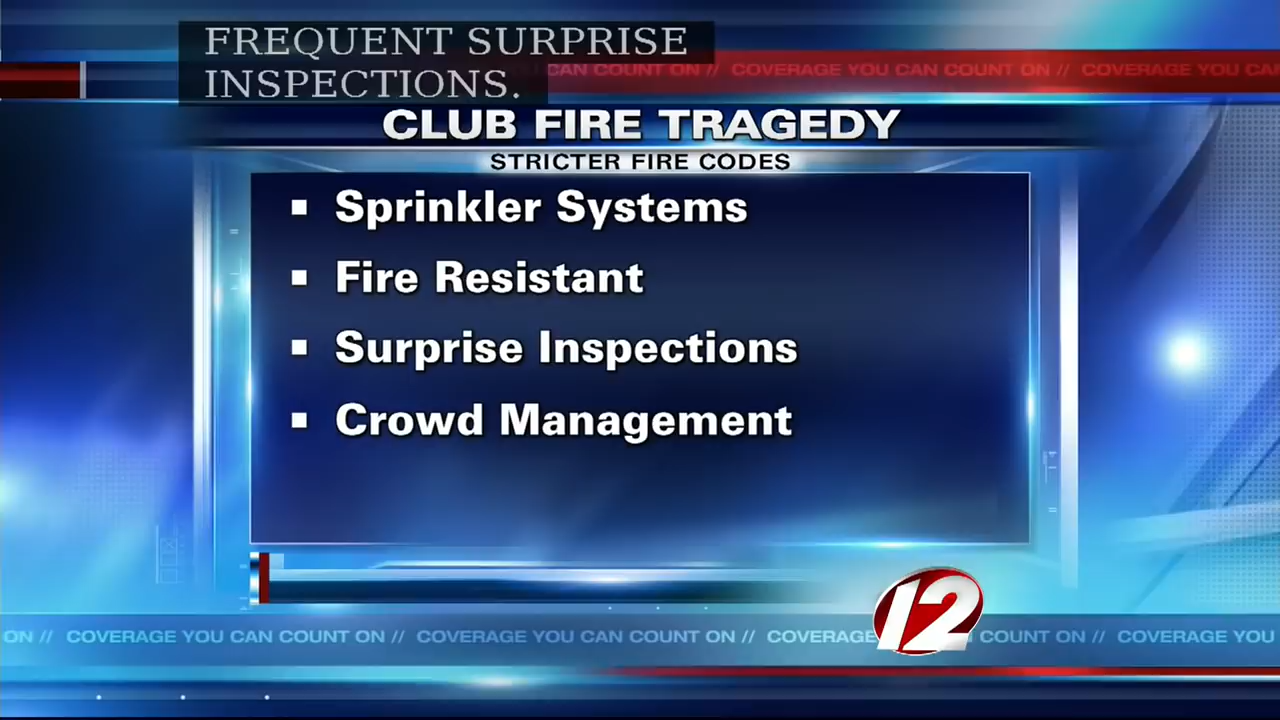 FREQUENT SURPRISE
INSPECTIONS.
CAN COUNT ON // COVERAGE YOU CAN COUNT ON // COVERAGE YOU CA
CLUB FIRE TRAGEDY
STRICTER FIRE CODES
▪ Sprinkler Systems
▪ Fire Resistant
▪ Surprise Inspections
▪ Crowd Management
12
ON // COVERAGE YOU CAN COUNT ON // COVERAGE YOU CAN COUNT ON // COVERAGE COUNT ON // COVERAGE YOU